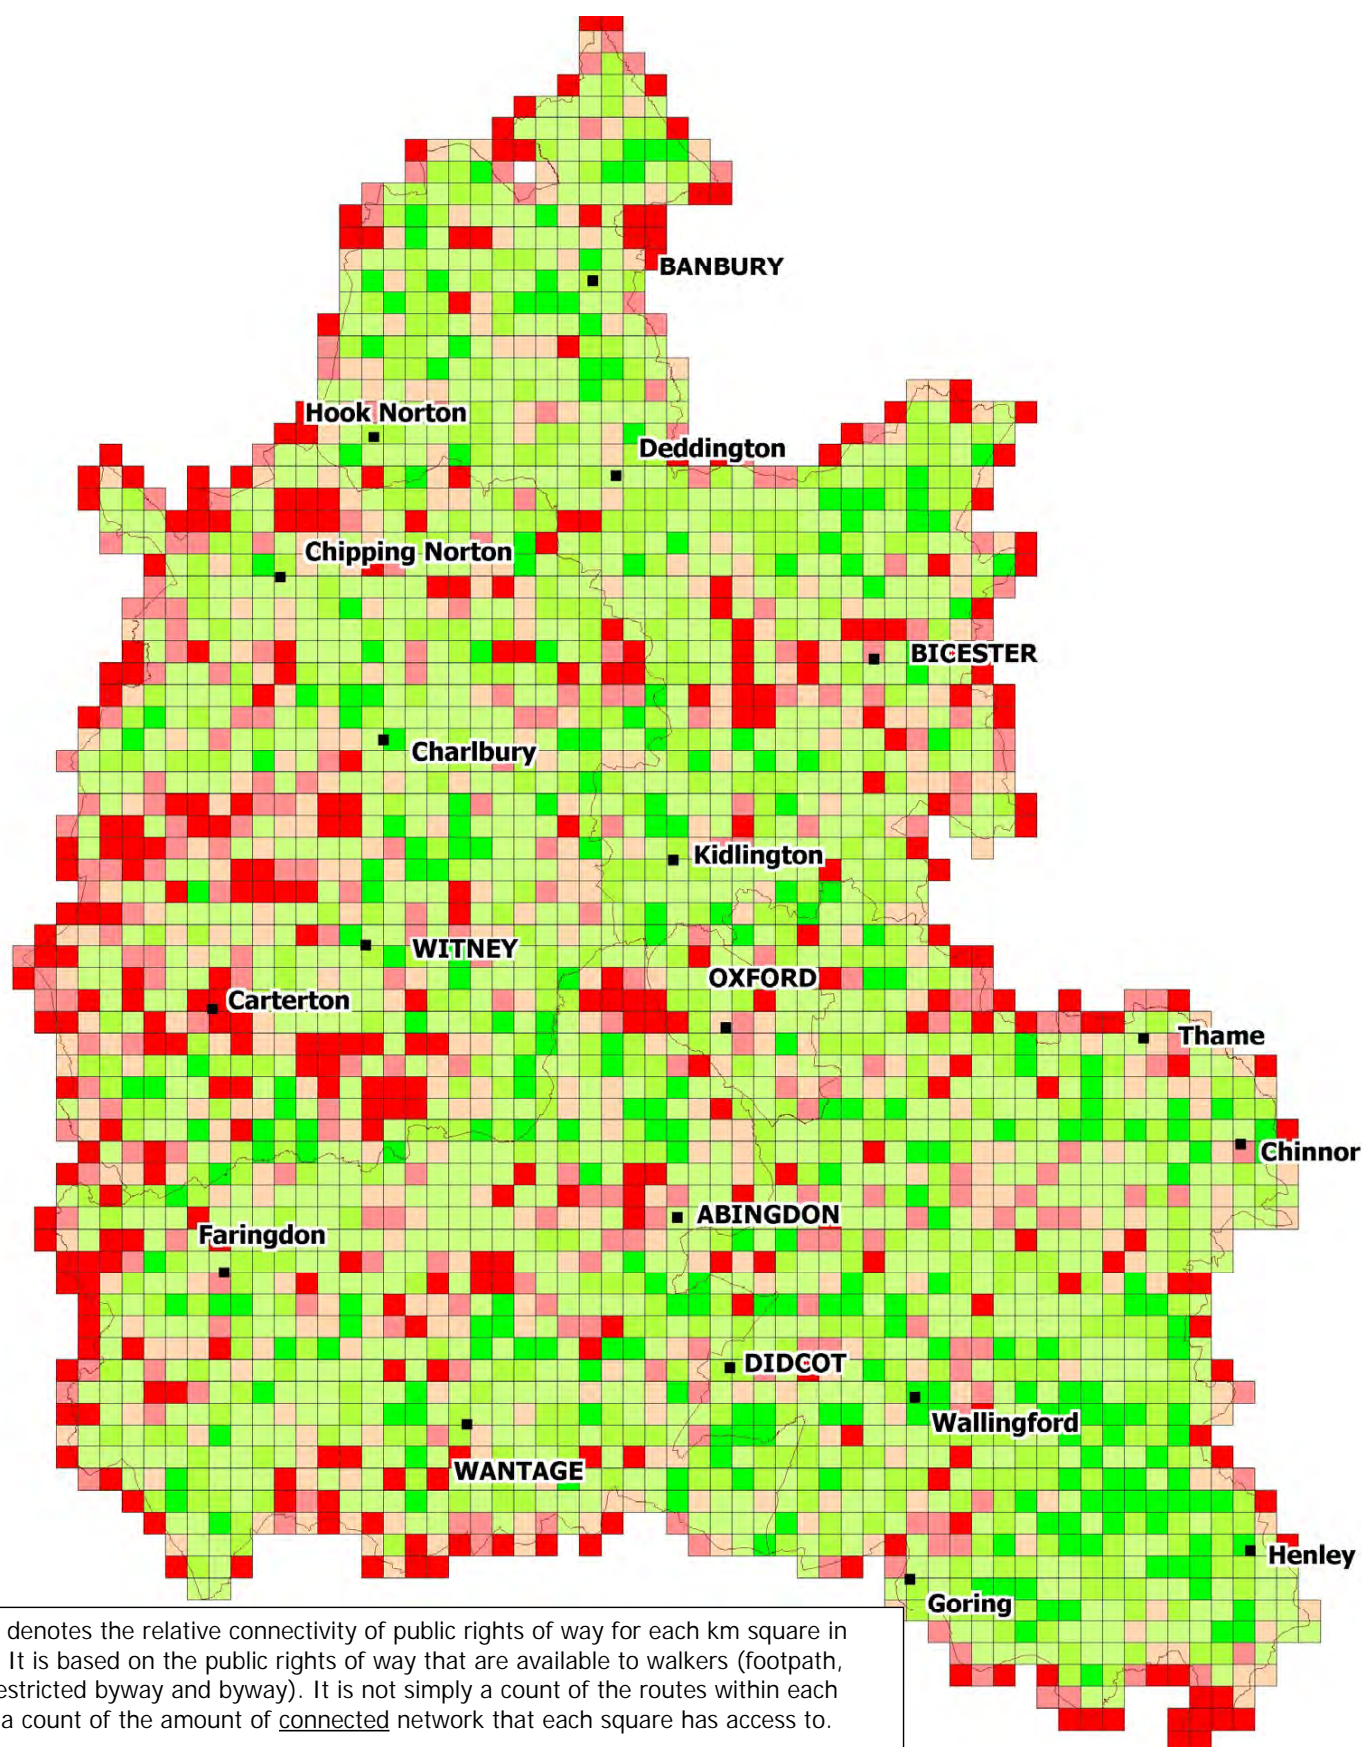 BANBURY
Hook Norton
Deddington
Chipping Norton
BICESTER
Charlbury
Kidlington
WITNEY
OXFORD
Carterton
Thame
Chinnor
ABINGDON
Faringdon
DIDCOT
Wallingford
WANTAGE
Henley
Goring
denotes the relative connectivity of public rights of way for each km square in
It is based on the public rights of way that are available to walkers (footpath,
estricted byway and byway). It is not simply a count of the routes within each
a count of the amount of connected network that each square has access to.